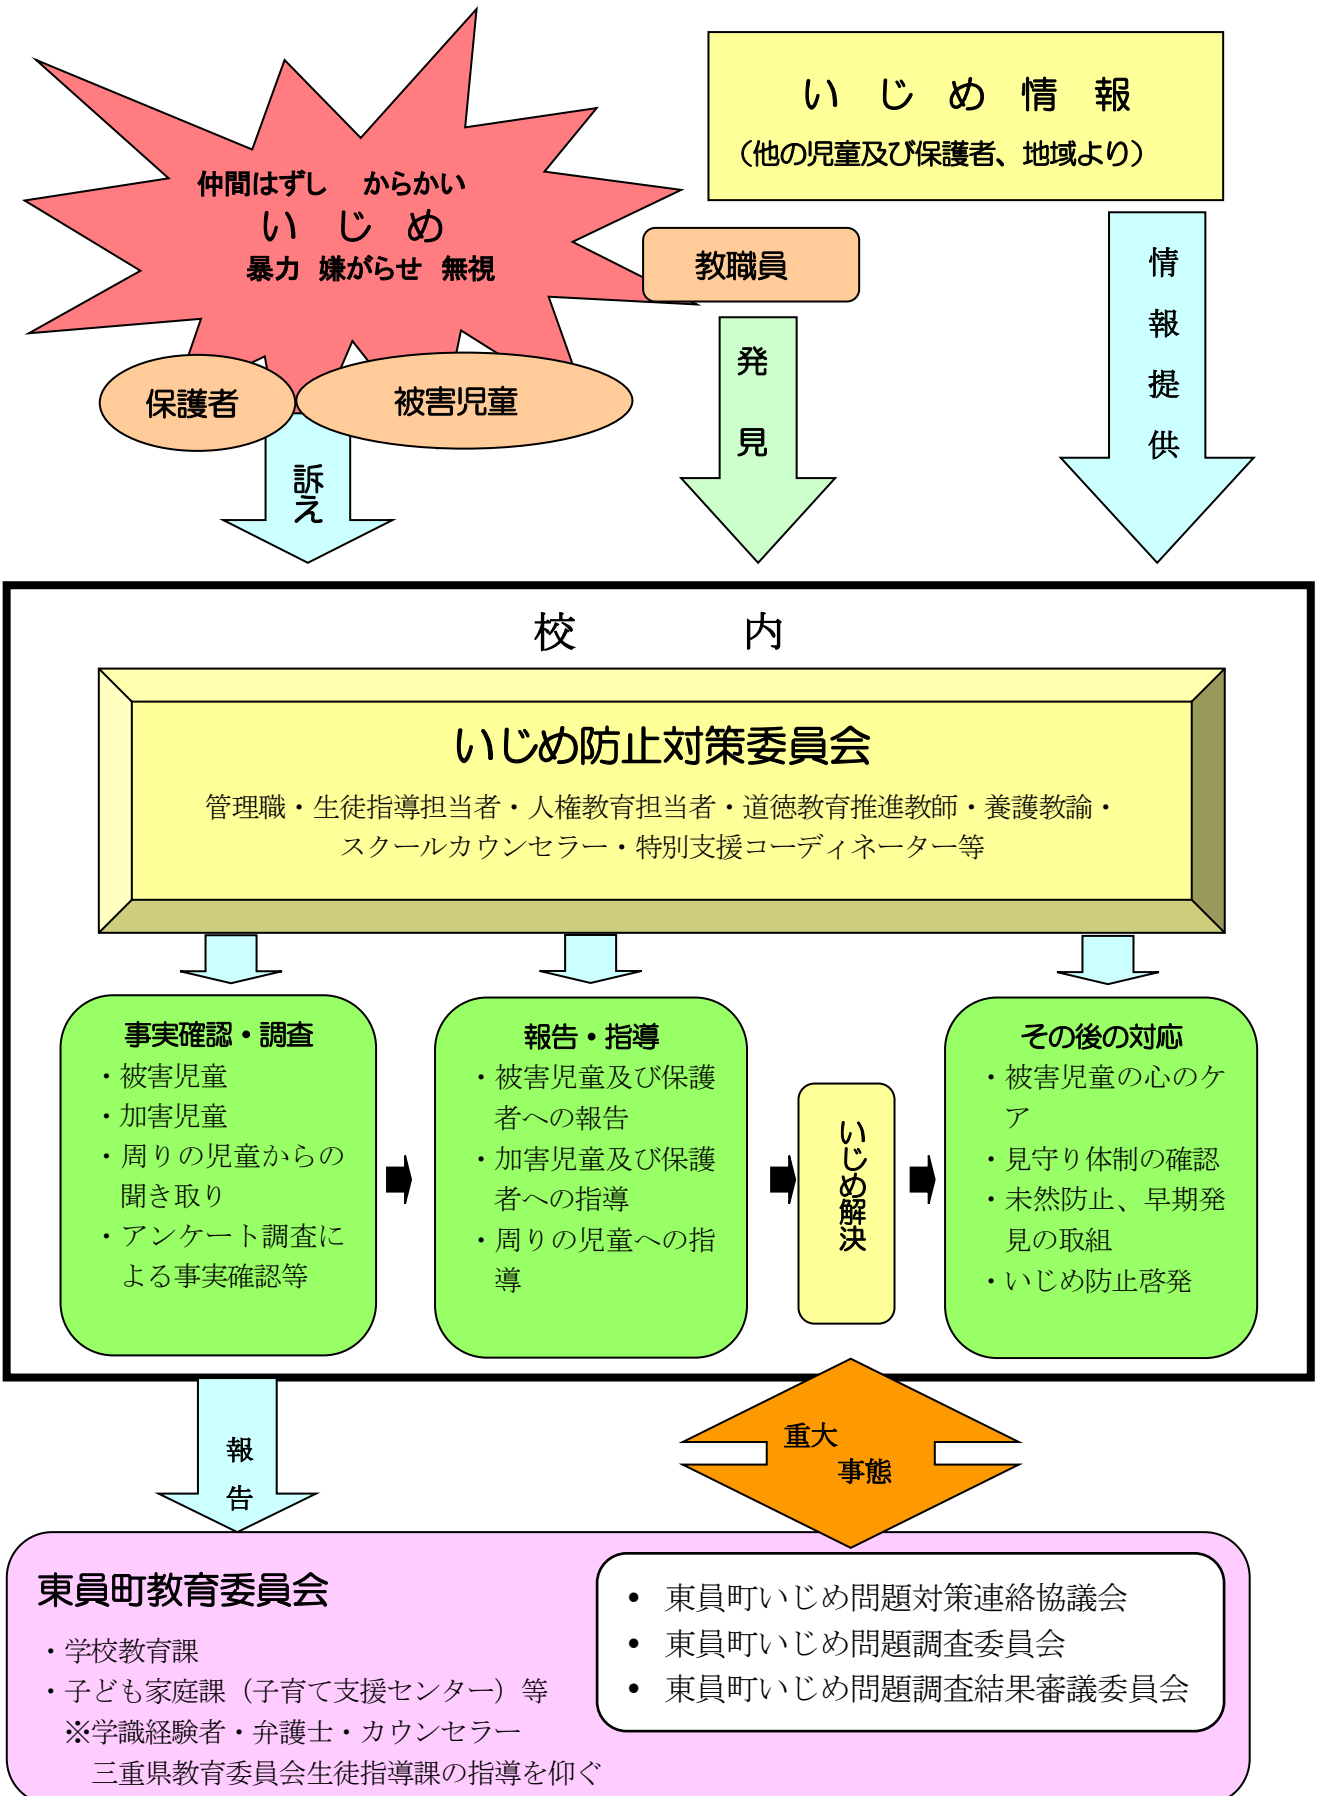 仲間はずし　からかい
い　じ　め
暴力　嫌がらせ　無視
い　じ　め　情　報
（他の児童及び保護者、地域より）
教職員
保護者
被害児童
訴え
発見
情報提供
校　　　　内
いじめ防止対策委員会
管理職・生徒指導担当者・人権教育担当者・道徳教育推進教師・養護教諭・
スクールカウンセラー・特別支援コーディネーター等
事実確認・調査
・被害児童
・加害児童
・周りの児童からの
聞き取り
・アンケート調査に
よる事実確認等
報告・指導
・被害児童及び保護
者への報告
・加害児童及び保護
者への指導
・周りの児童への指
導
いじめ解決
その後の対応
・被害児童の心のケ
ア
・見守り体制の確認
・未然防止、早期発
見の取組
・いじめ防止啓発
報告
重大
事態
東員町教育委員会
・学校教育課
・子ども家庭課（子育て支援センター）等
※学識経験者・弁護士・カウンセラー
三重県教育委員会生徒指導課の指導を仰ぐ
• 東員町いじめ問題対策連絡協議会
• 東員町いじめ問題調査委員会
• 東員町いじめ問題調査結果審議委員会